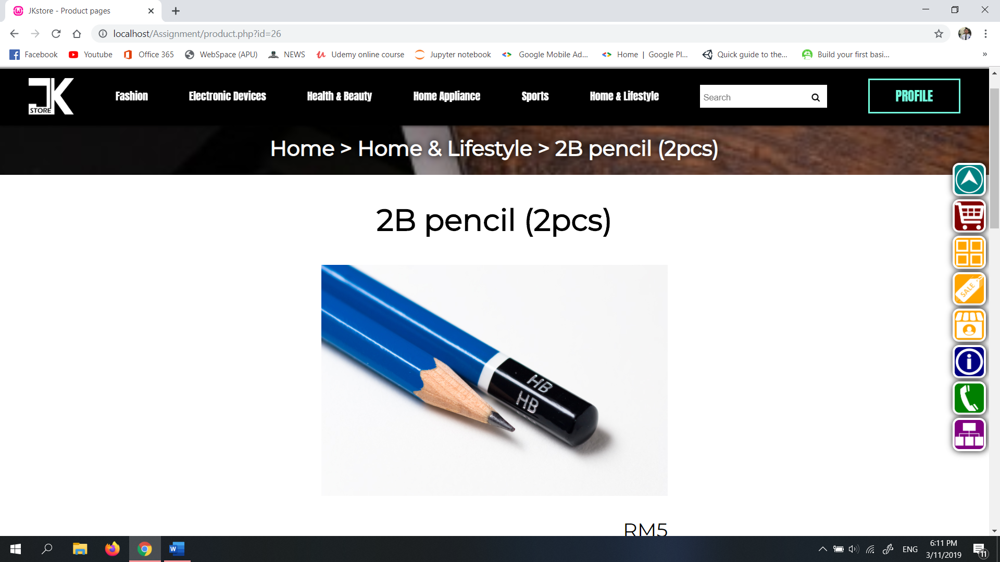 JKstore - Product pages
localhost/Assignment/product.php?id=26
Facebook Youtube Office 365 WebSpace (APU) NEWS Udemy online course Jupyter notebook Google Mobile Ad... Home | Google Pl... Quick guide to the... Build your first basi... »
JK STORE Fashion Electronic Devices Health & Beauty Home Appliance Sports Home & Lifestyle Search PROFILE
Home > Home & Lifestyle > 2B pencil (2pcs)
2B pencil (2pcs)
SALE
HB
HB
RM5
6:11 PM
ENG
3/11/2019
11